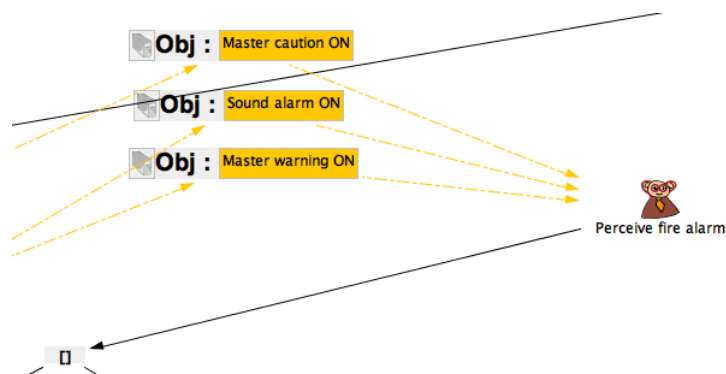 Obj : Master caution ON
Obj : Sound alarm ON
Obj : Master warning ON
Perceive fire alarm
[]